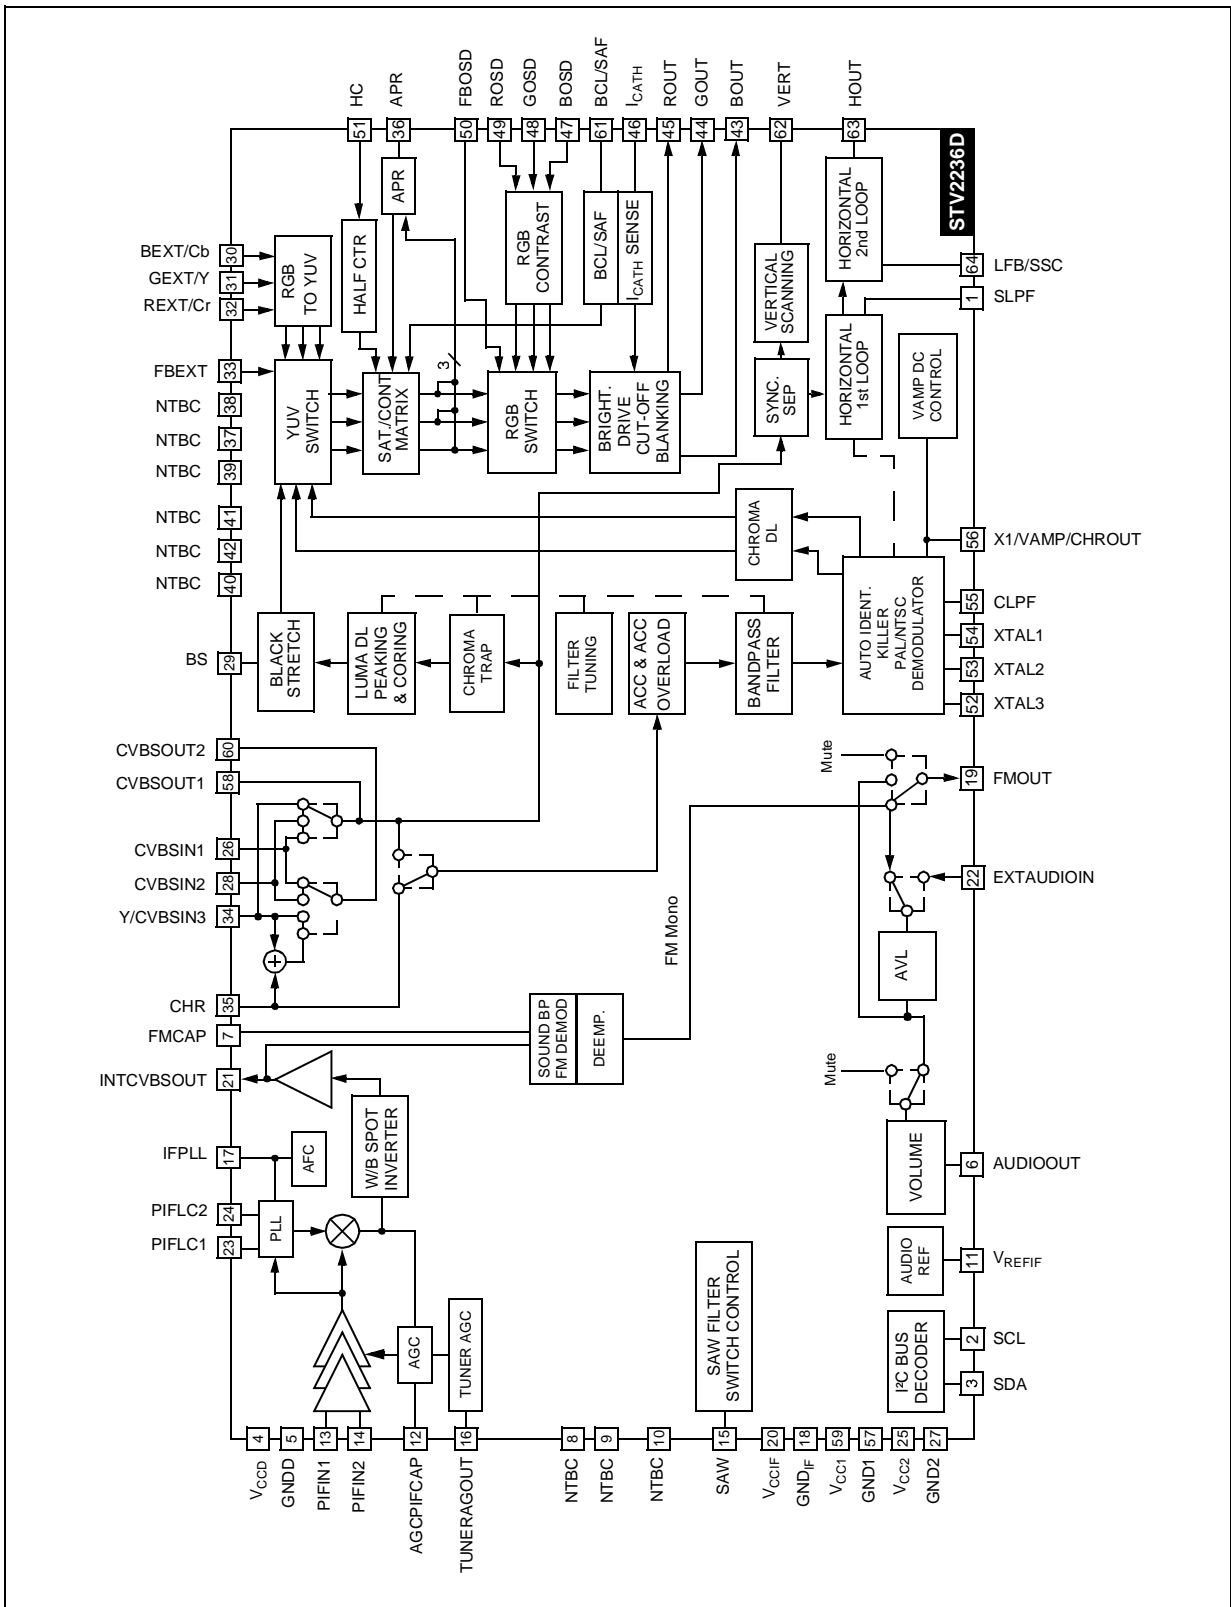 HC
APR
FBOSD
ROSD
GOSD
BOSD
BCL/SAF
ICATH
ROUT
GOUT
BOUT
VERT
HOUT
51
36
50
49
48
47
61
46
45
44
43
62
63
STV2236D
BEXT/Cb
30
GEXT/Y
31
REXT/Cr
32
FBEXT
33
NTBC
38
NTBC
37
NTBC
39
NTBC
41
NTBC
42
NTBC
40
BS
29
CVBSOUT2
60
CVBSOUT1
58
CVBSIN1
26
CVBSIN2
28
Y/CVBSIN3
34
CHR
35
FMCAP
7
INTCVBSOUT
21
IFPLL
17
PIFLC2
24
PIFLC1
23
RGB
TO YUV
HALF CTR
APR
RGB
CONTRAST
BCL/SAF
ICATH SENSE
VERTICAL
SCANNING
HORIZONTAL
2nd LOOP
YUV
SWITCH
SAT./CONT
MATRIX
3
RGB
SWITCH
BRIGHT.
DRIVE
CUT-OFF
BLANKING
SYNC.
SEP
HORIZONTAL
1st LOOP
VAMP DC
CONTROL
CHROMA
DL
BLACK
STRETCH
LUMA DL
PEAKING
& CORING
CHROMA
TRAP
FILTER
TUNING
ACC & ACC
OVERLOAD
BANDPASS
FILTER
AUTO IDENT.
KILLER
PAL/NTSC
DEMODULATOR
Mute
FM Mono
+
AVL
SOUND BP
FM DEMOD
DEEMP.
Mute
VOLUME
AFC
W/B SPOT
INVERTER
PLL
AUDIO
REF
SAW FILTER
SWITCH CONTROL
AGC
TUNER AGC
I²C BUS
DECODER
64
LFB/SSC
1
SLPF
56
X1/VAMP/CHROUT
55
CLPF
54
XTAL1
53
XTAL2
52
XTAL3
19
FMOUT
22
EXTAUDIOIN
6
AUDIOOUT
11
VREFIF
2
SCL
3
SDA
4
5
13
14
12
16
8
9
10
15
20
18
59
57
25
27
VCCD
GNDD
PIFIN1
PIFIN2
AGCPIFCAP
TUNERAGOUT
NTBC
NTBC
NTBC
SAW
VCCIF
GNDIF
VCC1
GND1
VCC2
GND2